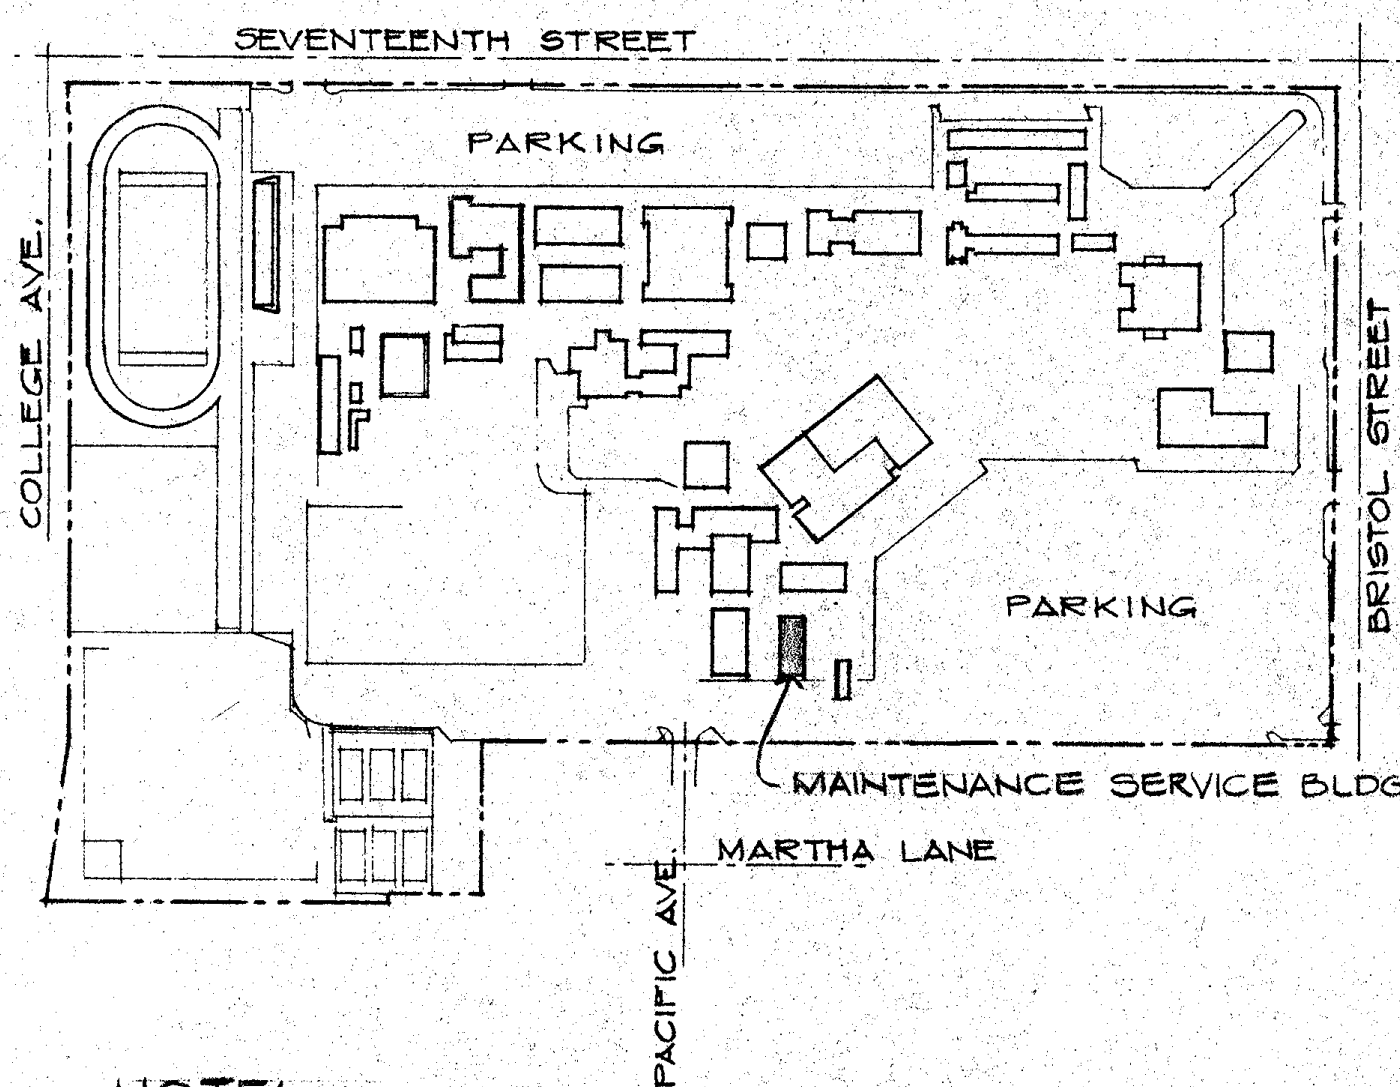 SEVENTEENTH STREET
PARKING
COLLEGE AVE.
BRISTOL STREET
PARKING
MAINTENANCE SERVICE BLDG
MARTHA LANE
PACIFIC AVE.